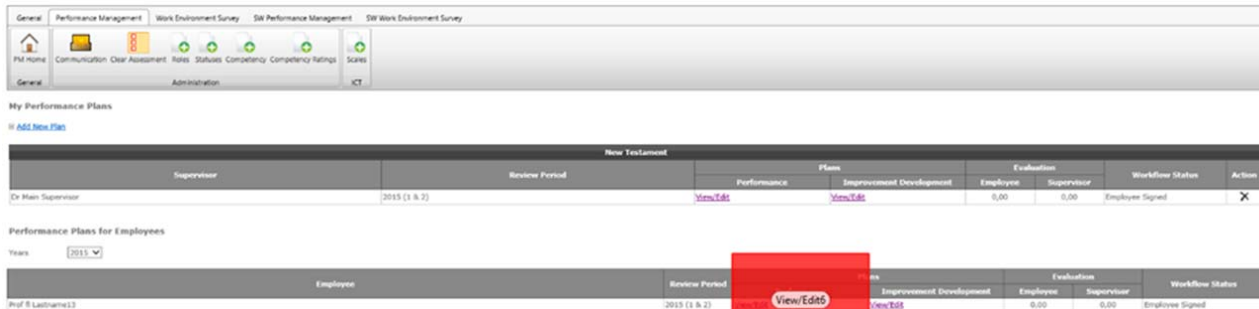 General Performance Management Work Environment Survey SW Performance Management SW Work Environment Survey
PM Home Communication Clear Assessment Roles Statuses Competency Competency Ratings Scales
General Administration ICT
My Performance Plans
Add New Plan
New Testament
Supervisor Review Period Plans Evaluation Workflow Status Action
Performance Improvement Development Employee Supervisor
Dr Main Supervisor 2015 (1 & 2) View/Edit View/Edit 0,00 0,00 Employee Signed X
Performance Plans for Employees
Years 2015
Employee Review Period Plans Evaluation Workflow Status
Improvement Development Employee Supervisor
Prof fl Lastname13 2015 (1 & 2) View/Edit6 View/Edit 0,00 0,00 Employee Signed